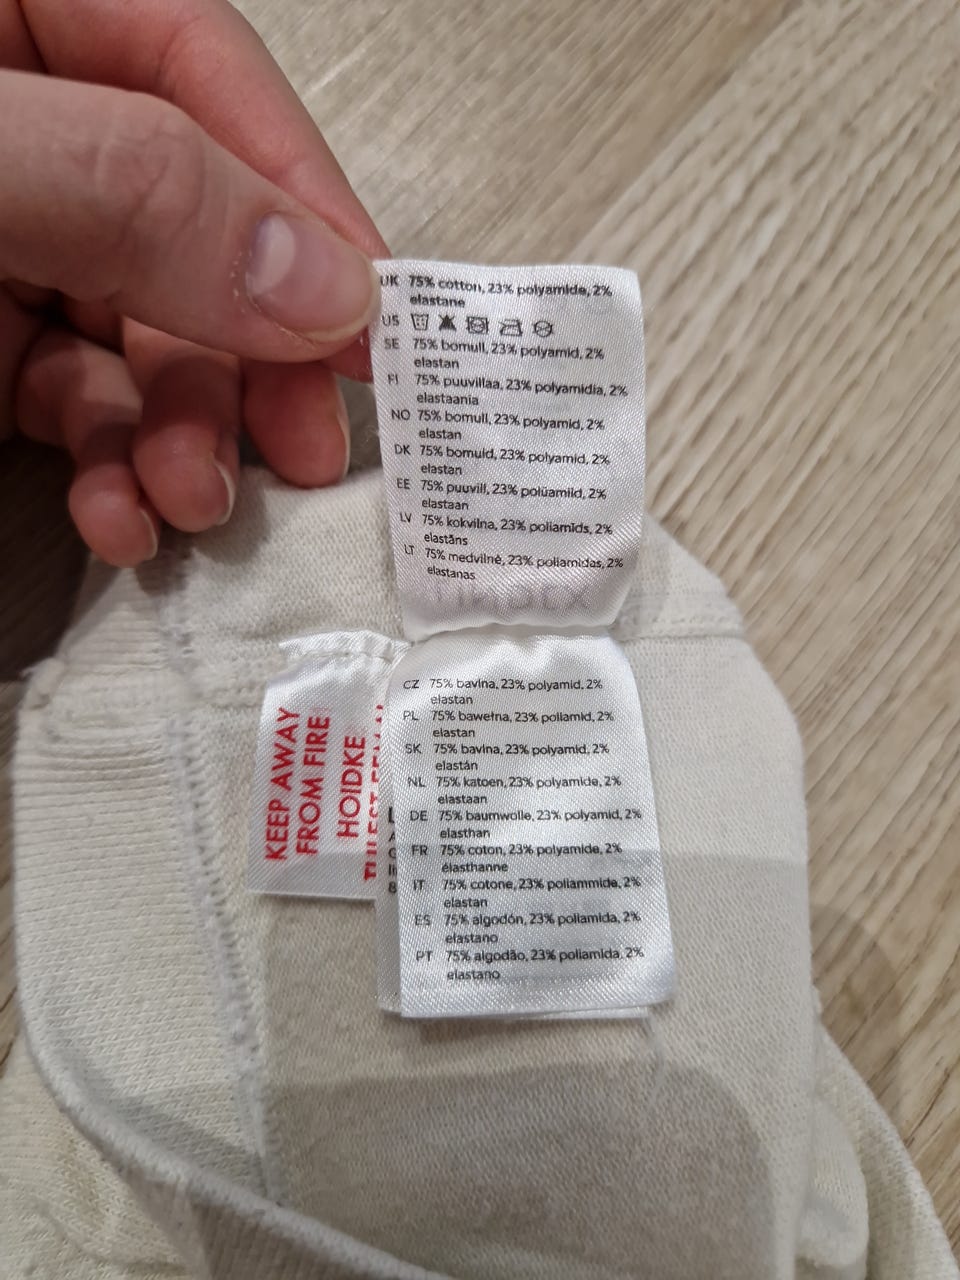 UK 75% cotton, 23% polyamide, 2%
elastane
US
SE 75% bomull, 23% polyamid, 2%
elastan
FI 75% puuvillaa, 23% polyamidia, 2%
elastaania
NO 75% bomull, 23% polyamid, 2%
elastan
DK 75% bomuld, 23% polyamid, 2%
elastan
EE 75% puuvill, 23% polüamiid, 2%
elastaan
LV 75% kokvilna, 23% poliamīds, 2%
elastāns
LT 75% medvilnė, 23% poliamidas, 2%
elastanas
CZ 75% bavlna, 23% polyamid, 2%
elastan
PL 75% bawełna, 23% poliamid, 2%
elastan
SK 75% bavlna, 23% polyamid, 2%
elastán
NL 75% katoen, 23% polyamide, 2%
elastaan
DE 75% baumwolle, 23% polyamid, 2%
elasthan
FR 75% coton, 23% polyamide, 2%
élasthanne
IT 75% cotone, 23% poliammide, 2%
elastan
ES 75% algodón, 23% poliamida, 2%
elastano
PT 75% algodão, 23% poliamida, 2%
elastano
KEEP AWAY
FROM FIRE
HOIDKE